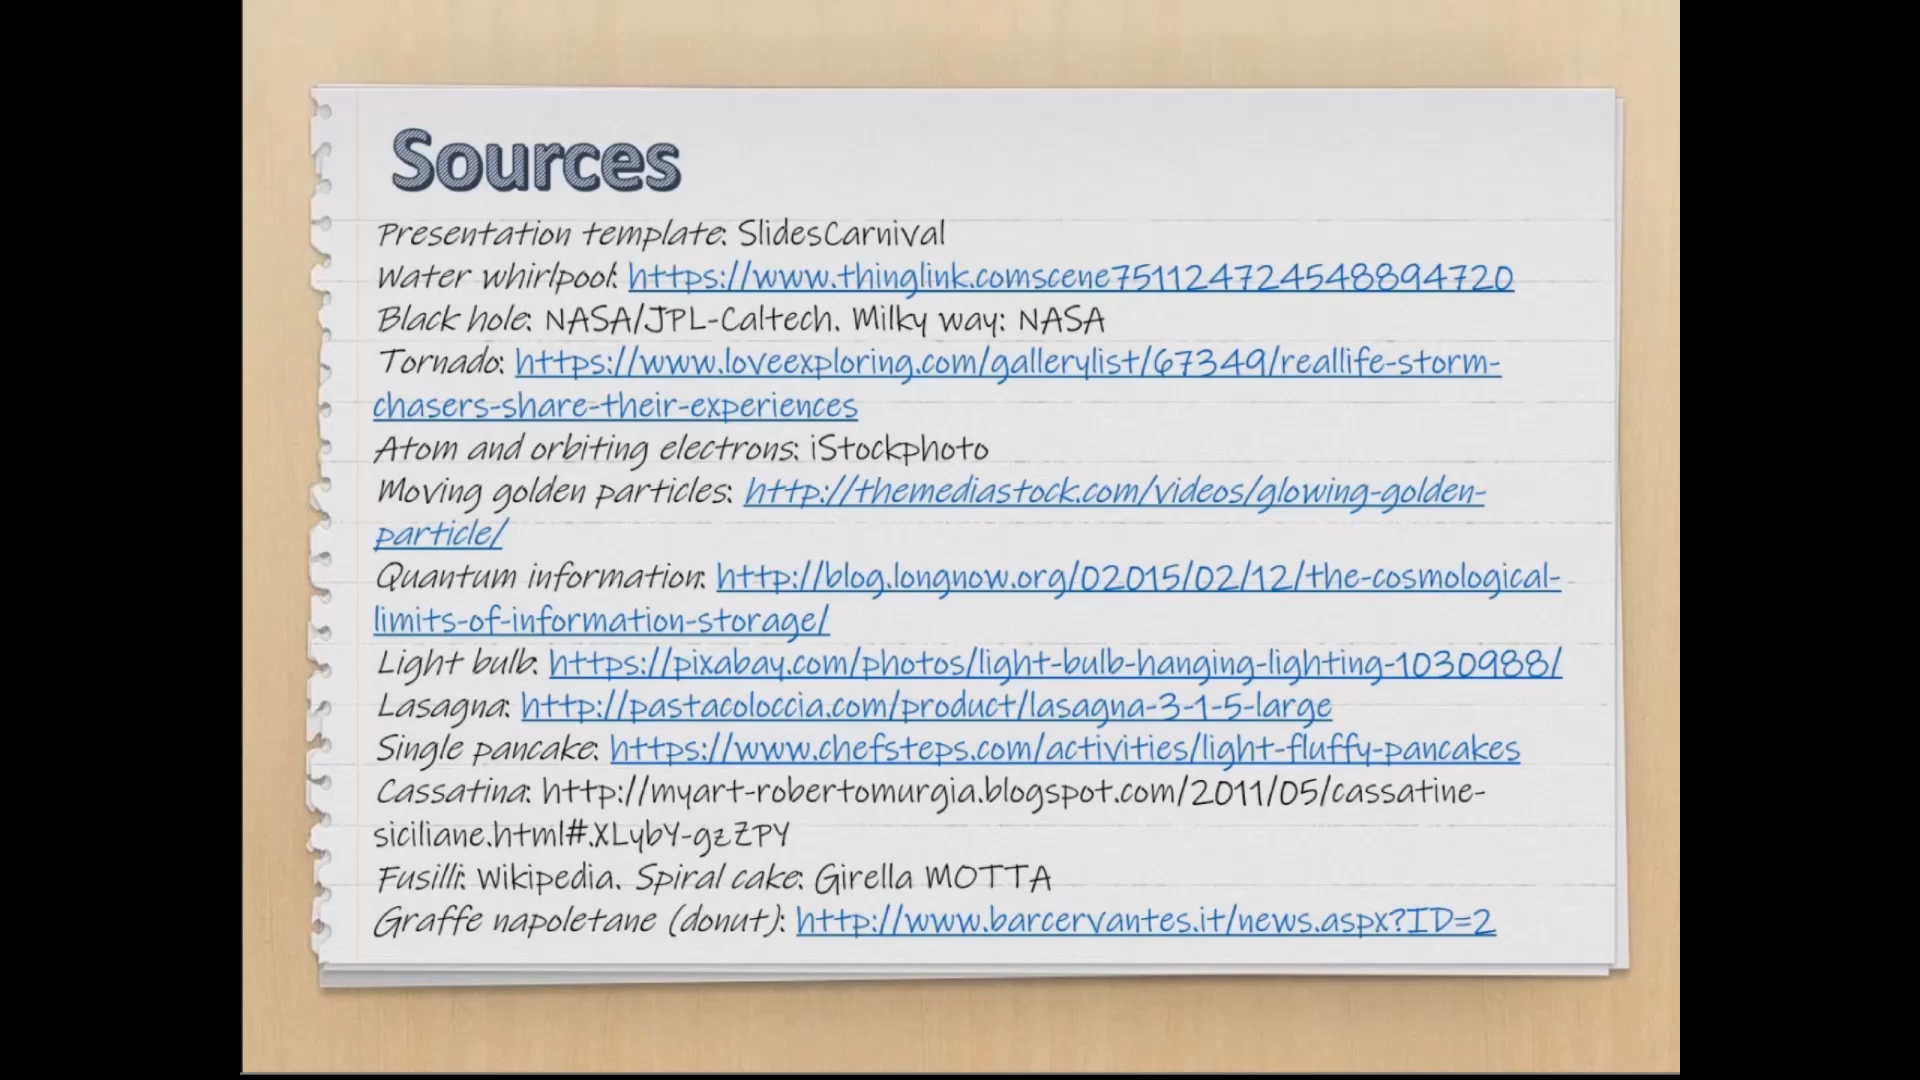 Sources
Presentation template: SlidesCarnival
Water whirlpool: https://www.thinglink.comscene751124724548894720
Black hole: NASA/JPL-Caltech. Milky way: NASA
Tornado: https://www.loveexploring.com/gallerylist/67349/reallife-storm-
chasers-share-their-experiences
Atom and orbiting electrons: iStockphoto
Moving golden particles: http://themediastock.com/videos/glowing-golden-
particle/
Quantum information: http://blog.longnow.org/02015/02/12/the-cosmological-
limits-of-information-storage/
Light bulb: https://pixabay.com/photos/light-bulb-hanging-lighting-1030988/
Lasagna: http://pastacoloccia.com/product/lasagna-3-1-5-large
Single pancake: https://www.chefsteps.com/activities/light-fluffy-pancakes
Cassatina: http://myart-robertomurgia.blogspot.com/2011/05/cassatine-
siciliane.html#.XLybY-gzZPY
Fusilli: Wikipedia. Spiral cake: Girella MOTTA
Graffe napoletane (donut): http://www.barcervantes.it/news.aspx?ID=2